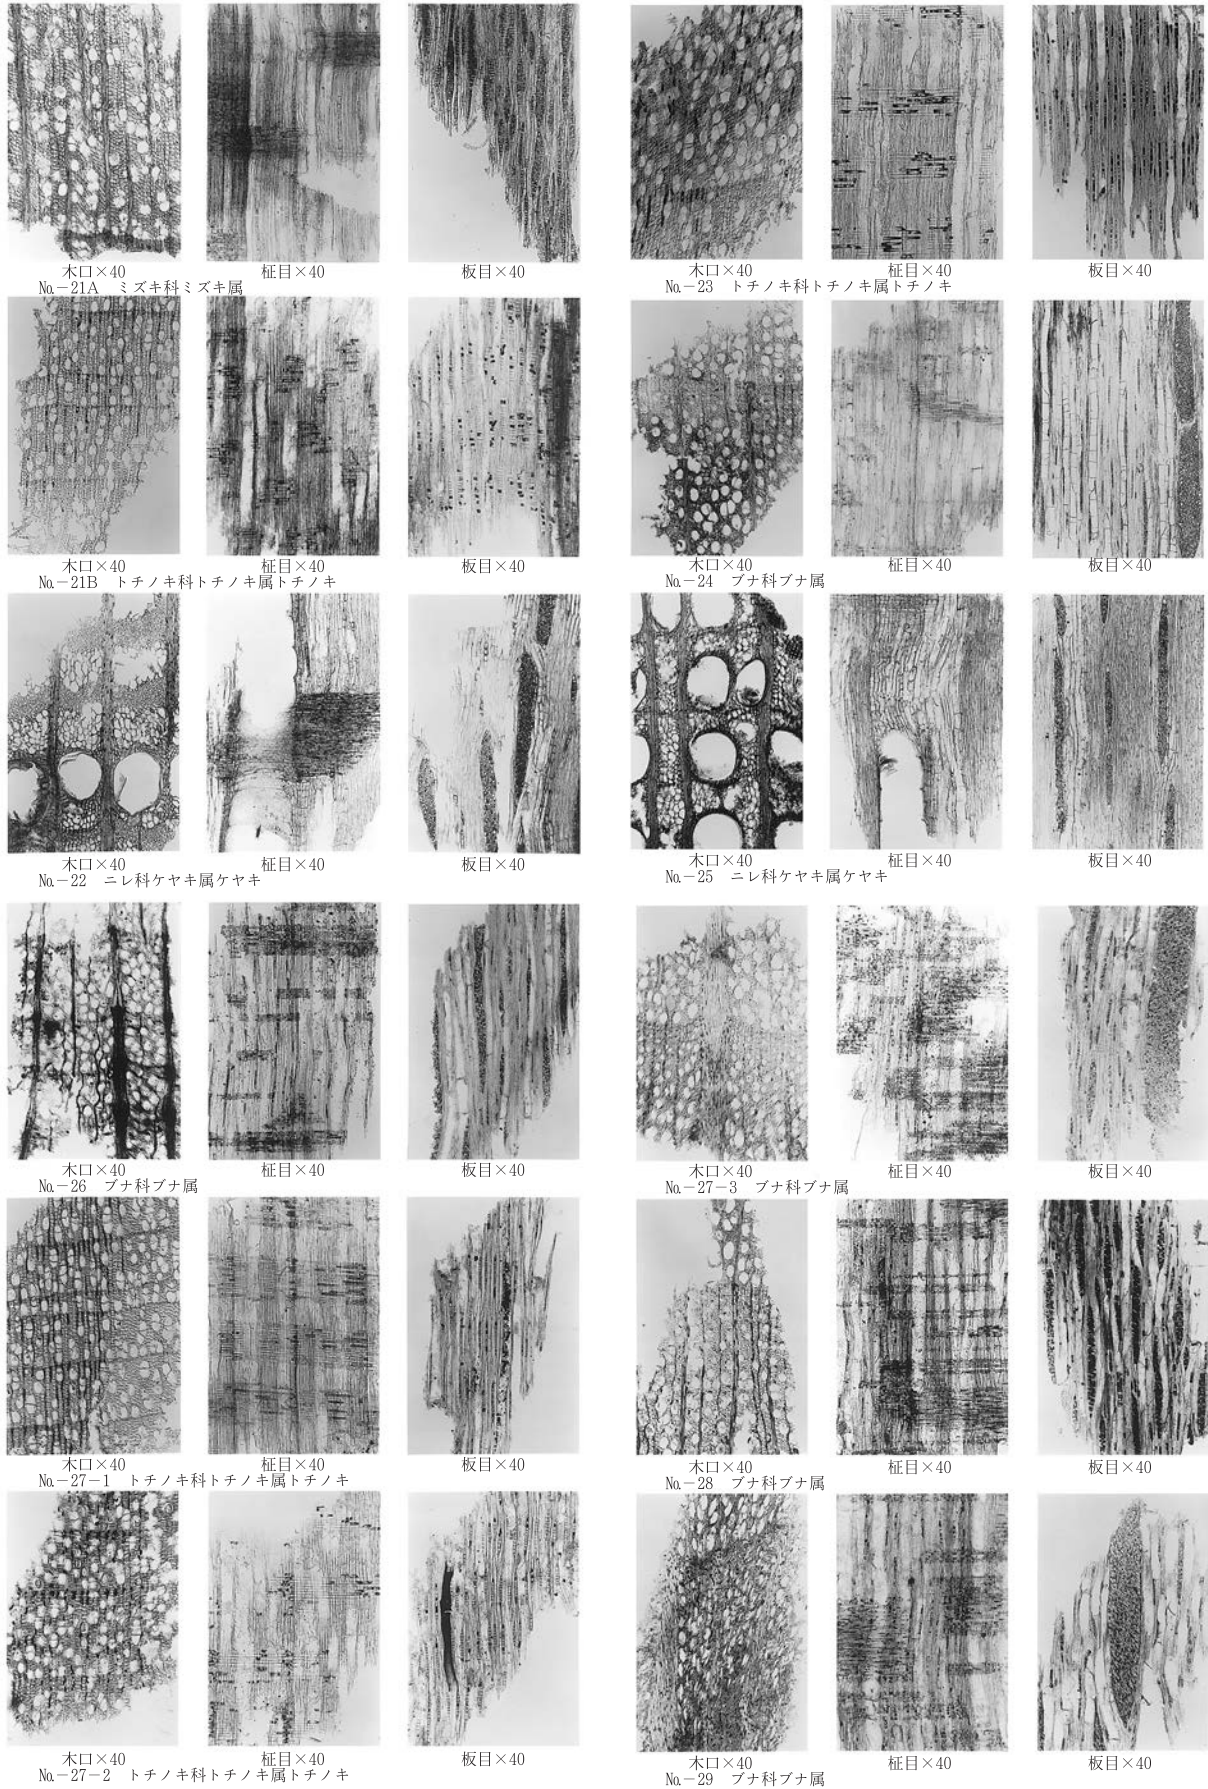 木口×40 柾目×40 板目×40
№-21A ミズキ科ミズキ属
木口×40 柾目×40 板目×40
№-23 トチノキ科トチノキ属トチノキ
木口×40 柾目×40 板目×40
№-21B トチノキ科トチノキ属トチノキ
木口×40 柾目×40 板目×40
№-24 ブナ科ブナ属
木口×40 柾目×40 板目×40
№-22 ニレ科ケヤキ属ケヤキ
木口×40 柾目×40 板目×40
№-25 ニレ科ケヤキ属ケヤキ
木口×40 柾目×40 板目×40
№-26 ブナ科ブナ属
木口×40 柾目×40 板目×40
№-27-3 ブナ科ブナ属
木口×40 柾目×40 板目×40
№-27-1 トチノキ科トチノキ属トチノキ
木口×40 柾目×40 板目×40
№-28 ブナ科ブナ属
木口×40 柾目×40 板目×40
№-27-2 トチノキ科トチノキ属トチノキ
木口×40 柾目×40 板目×40
№-29 ブナ科ブナ属